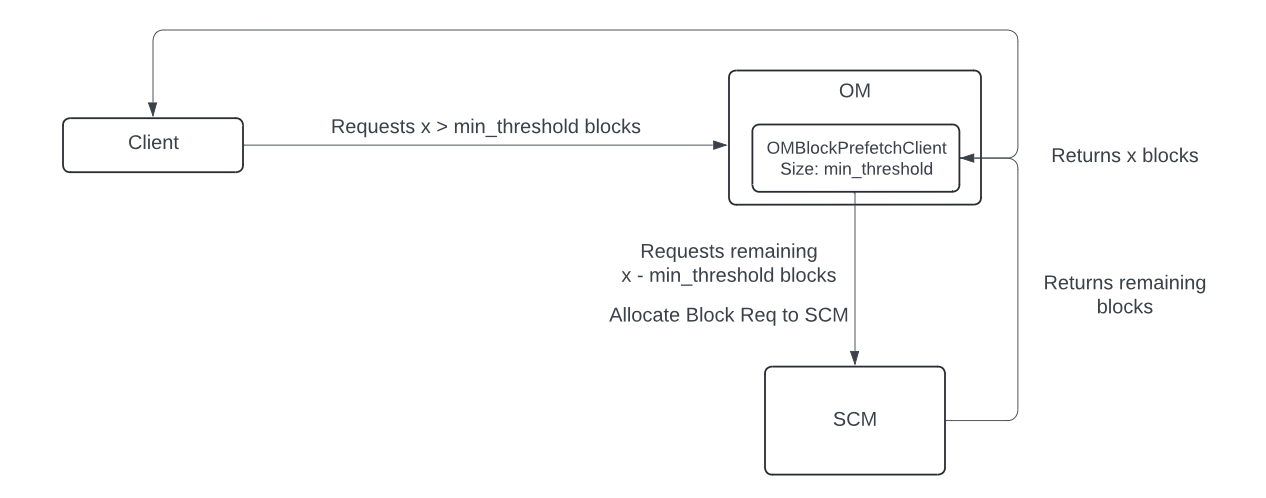 OM
Client
Requests x > min_threshold blocks
OMBlockPrefetchClient
Size: min_threshold
Returns x blocks
Requests remaining
x - min_threshold blocks
Allocate Block Req to SCM
Returns remaining
blocks
SCM